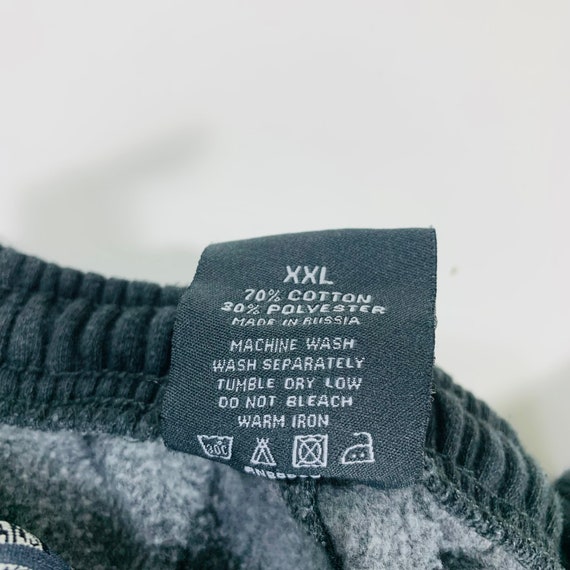 XXL
70% COTTON
30% POLYESTER
MADE IN RUSSIA
MACHINE WASH
WASH SEPARATELY
TUMBLE DRY LOW
DO NOT BLEACH
WARM IRON
30C